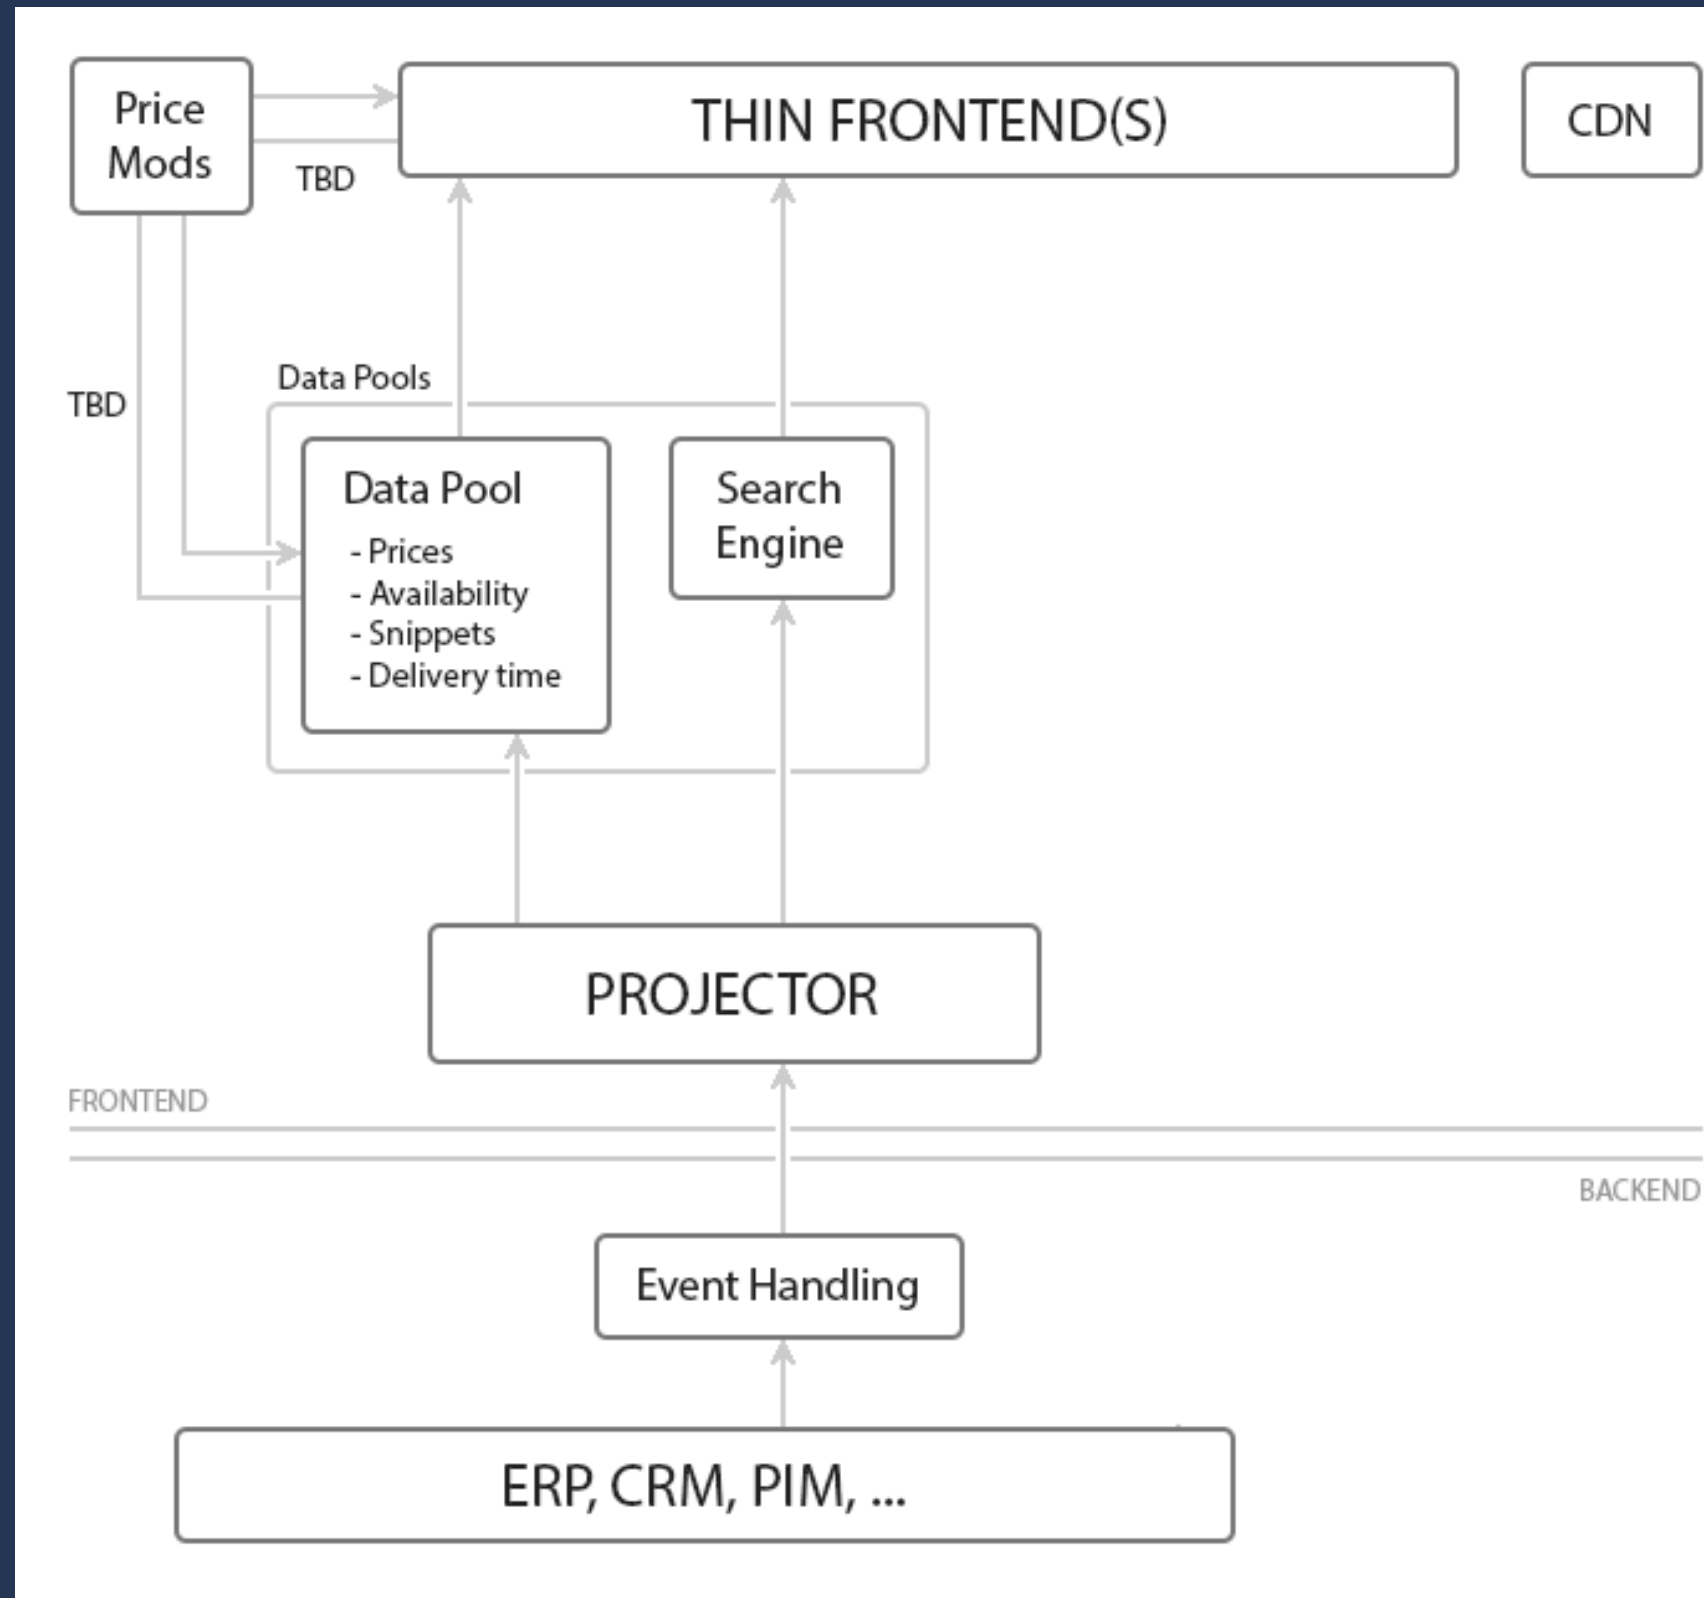 Price
Mods
THIN FRONTEND(S)
CDN
TBD
Data Pools
TBD
Data Pool
- Prices
- Availability
- Snippets
- Delivery time
Search
Engine
PROJECTOR
FRONTEND
BACKEND
Event Handling
ERP, CRM, PIM, ...